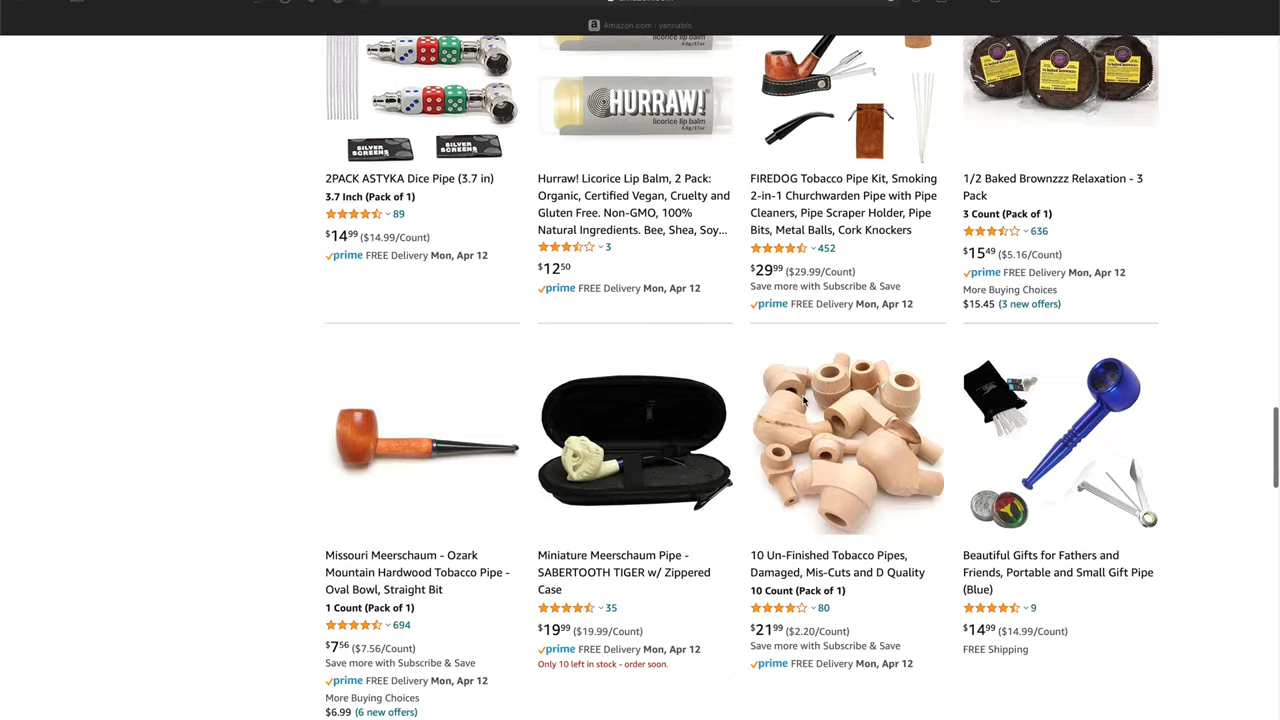 amazon.com
Amazon.com : yannabis
licorice lip balm
HURRAW!
licorice lip balm
SILVER SCREENS
SILVER SCREENS
2PACK ASTYKA Dice Pipe (3.7 in)
3.7 Inch (Pack of 1)
89
$14.99 ($14.99/Count)
prime FREE Delivery Mon, Apr 12
Hurraw! Licorice Lip Balm, 2 Pack:
Organic, Certified Vegan, Cruelty and
Gluten Free. Non-GMO, 100%
Natural Ingredients. Bee, Shea, Soy...
3
$12.50
prime FREE Delivery Mon, Apr 12
FIREDOG Tobacco Pipe Kit, Smoking
2-in-1 Churchwarden Pipe with Pipe
Cleaners, Pipe Scraper Holder, Pipe
Bits, Metal Balls, Cork Knockers
452
$29.99 ($29.99/Count)
Save more with Subscribe & Save
prime FREE Delivery Mon, Apr 12
1/2 Baked Brownzzz Relaxation - 3
Pack
3 Count (Pack of 1)
636
$15.49 ($5.16/Count)
prime FREE Delivery Mon, Apr 12
More Buying Choices
$15.45 (3 new offers)
Missouri Meerschaum - Ozark
Mountain Hardwood Tobacco Pipe -
Oval Bowl, Straight Bit
1 Count (Pack of 1)
694
$7.56 ($7.56/Count)
Save more with Subscribe & Save
prime FREE Delivery Mon, Apr 12
More Buying Choices
$6.99 (6 new offers)
Miniature Meerschaum Pipe -
SABERTOOTH TIGER w/ Zippered
Case
35
$19.99 ($19.99/Count)
prime FREE Delivery Mon, Apr 12
Only 10 left in stock - order soon.
10 Un-Finished Tobacco Pipes,
Damaged, Mis-Cuts and D Quality
10 Count (Pack of 1)
80
$21.99 ($2.20/Count)
Save more with Subscribe & Save
prime FREE Delivery Mon, Apr 12
Beautiful Gifts for Fathers and
Friends, Portable and Small Gift Pipe
(Blue)
9
$14.99 ($14.99/Count)
FREE Shipping